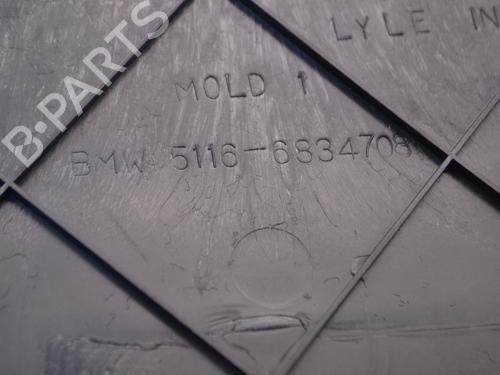 LYLE IN
MOLD 1
BMW 5116-6834708
B-PARTS